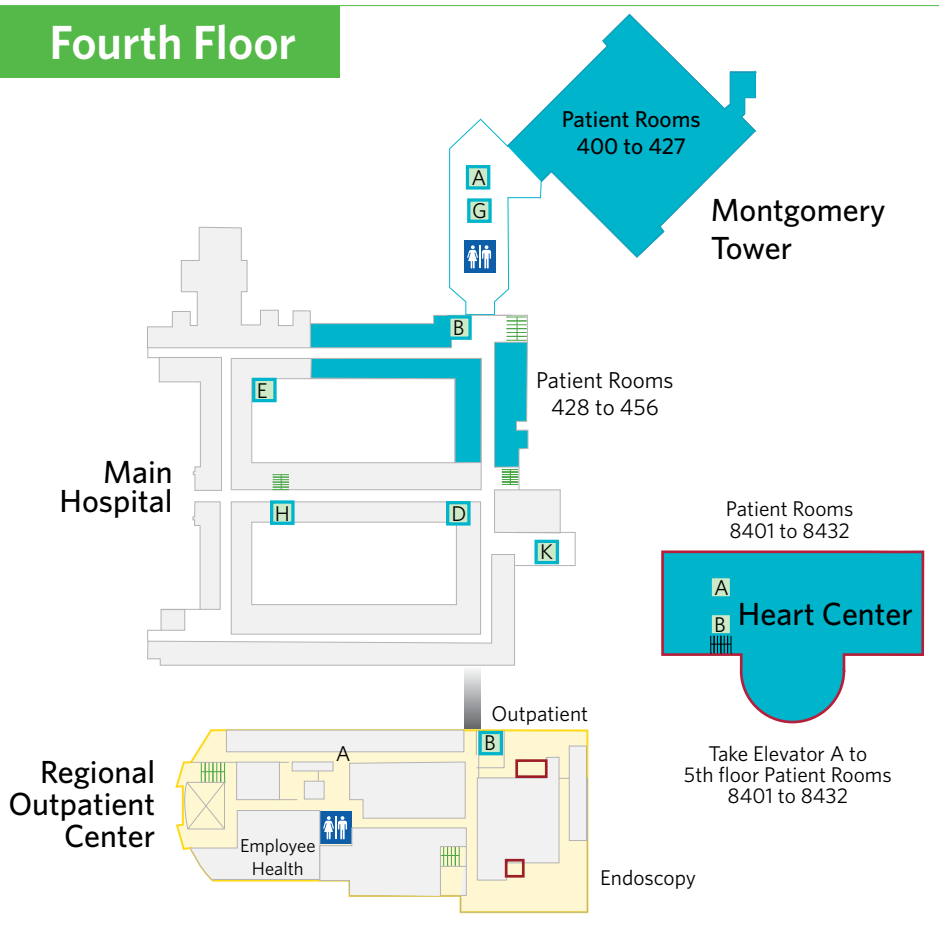 Fourth Floor
Patient Rooms
400 to 427
A
G
Montgomery
Tower
B
E
Patient Rooms
428 to 456
Main
Hospital
H
D
K
Patient Rooms
8401 to 8432
A
B
Heart Center
Take Elevator A to
5th floor Patient Rooms
8401 to 8432
Outpatient
A
B
Regional
Outpatient
Center
Employee
Health
Endoscopy